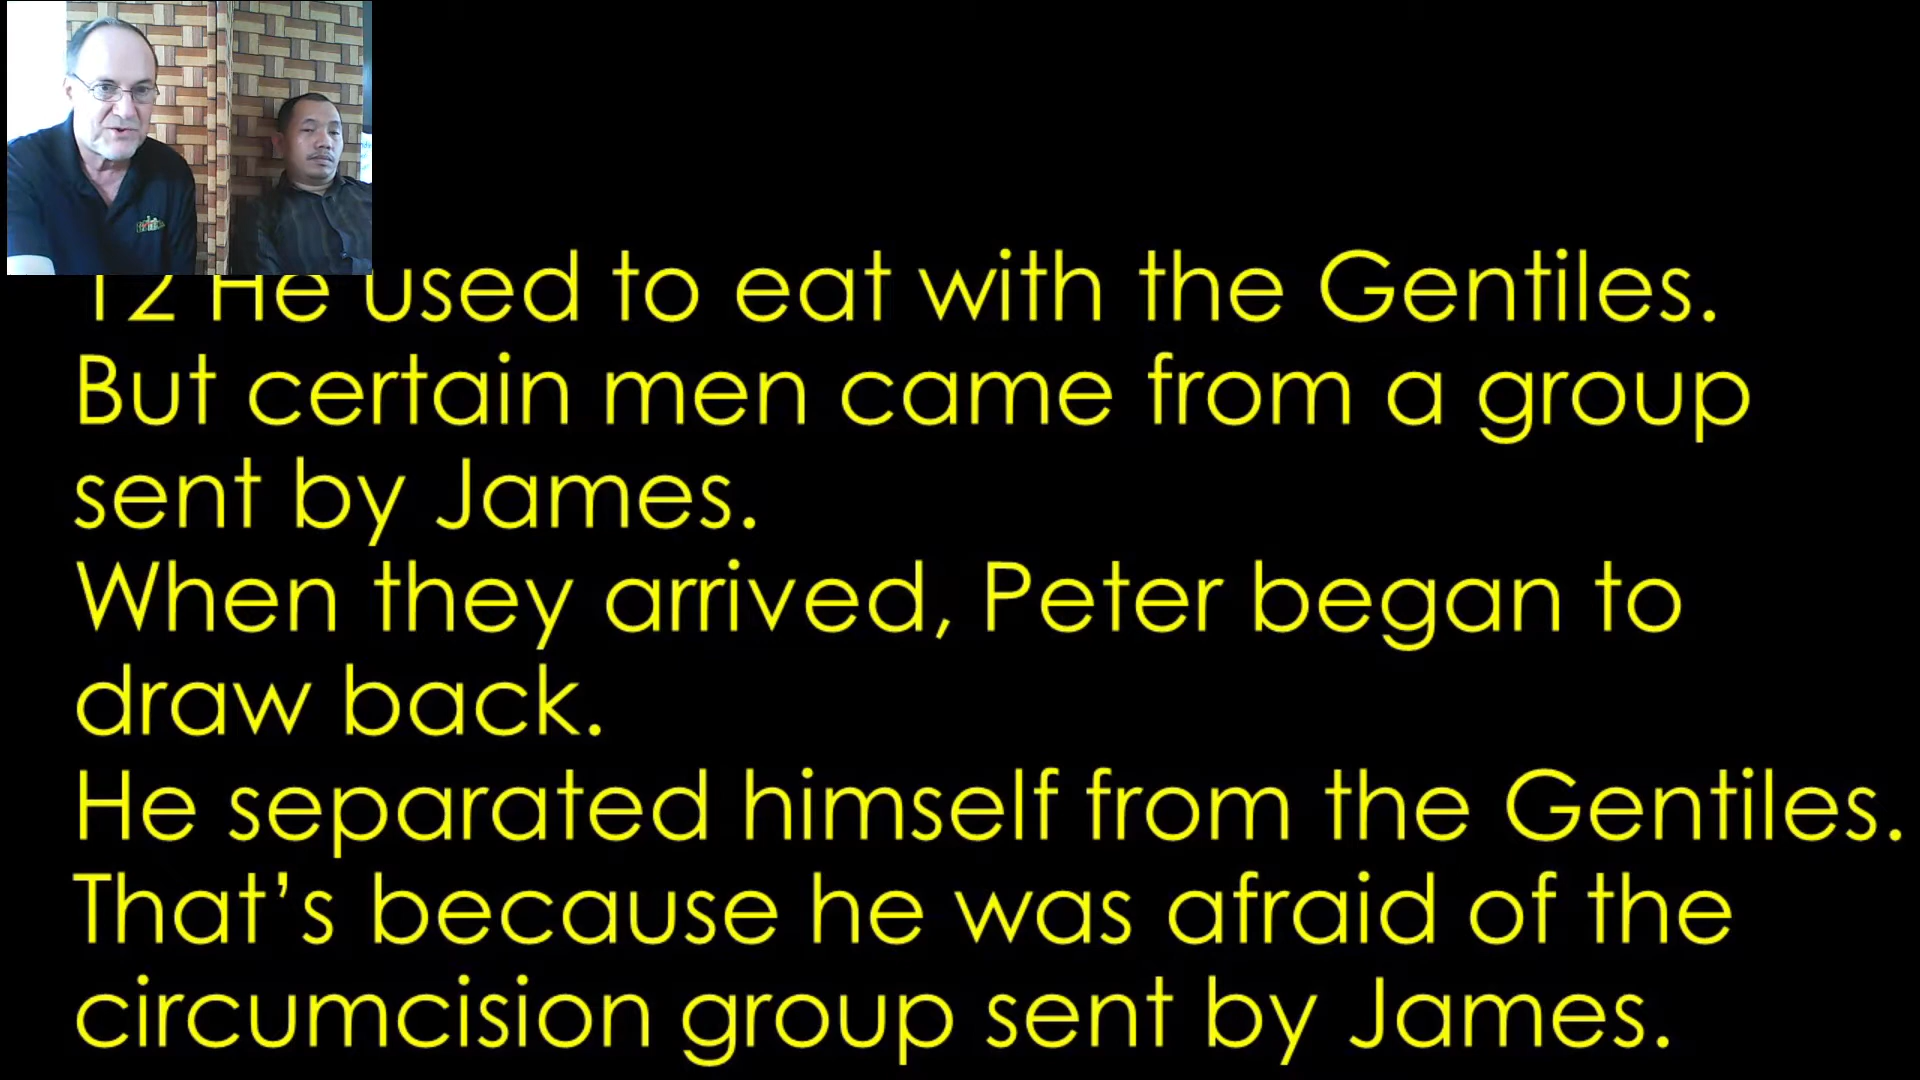 12 He used to eat with the Gentiles.
But certain men came from a group
sent by James.
When they arrived, Peter began to
draw back.
He separated himself from the Gentiles.
That’s because he was afraid of the
circumcision group sent by James.